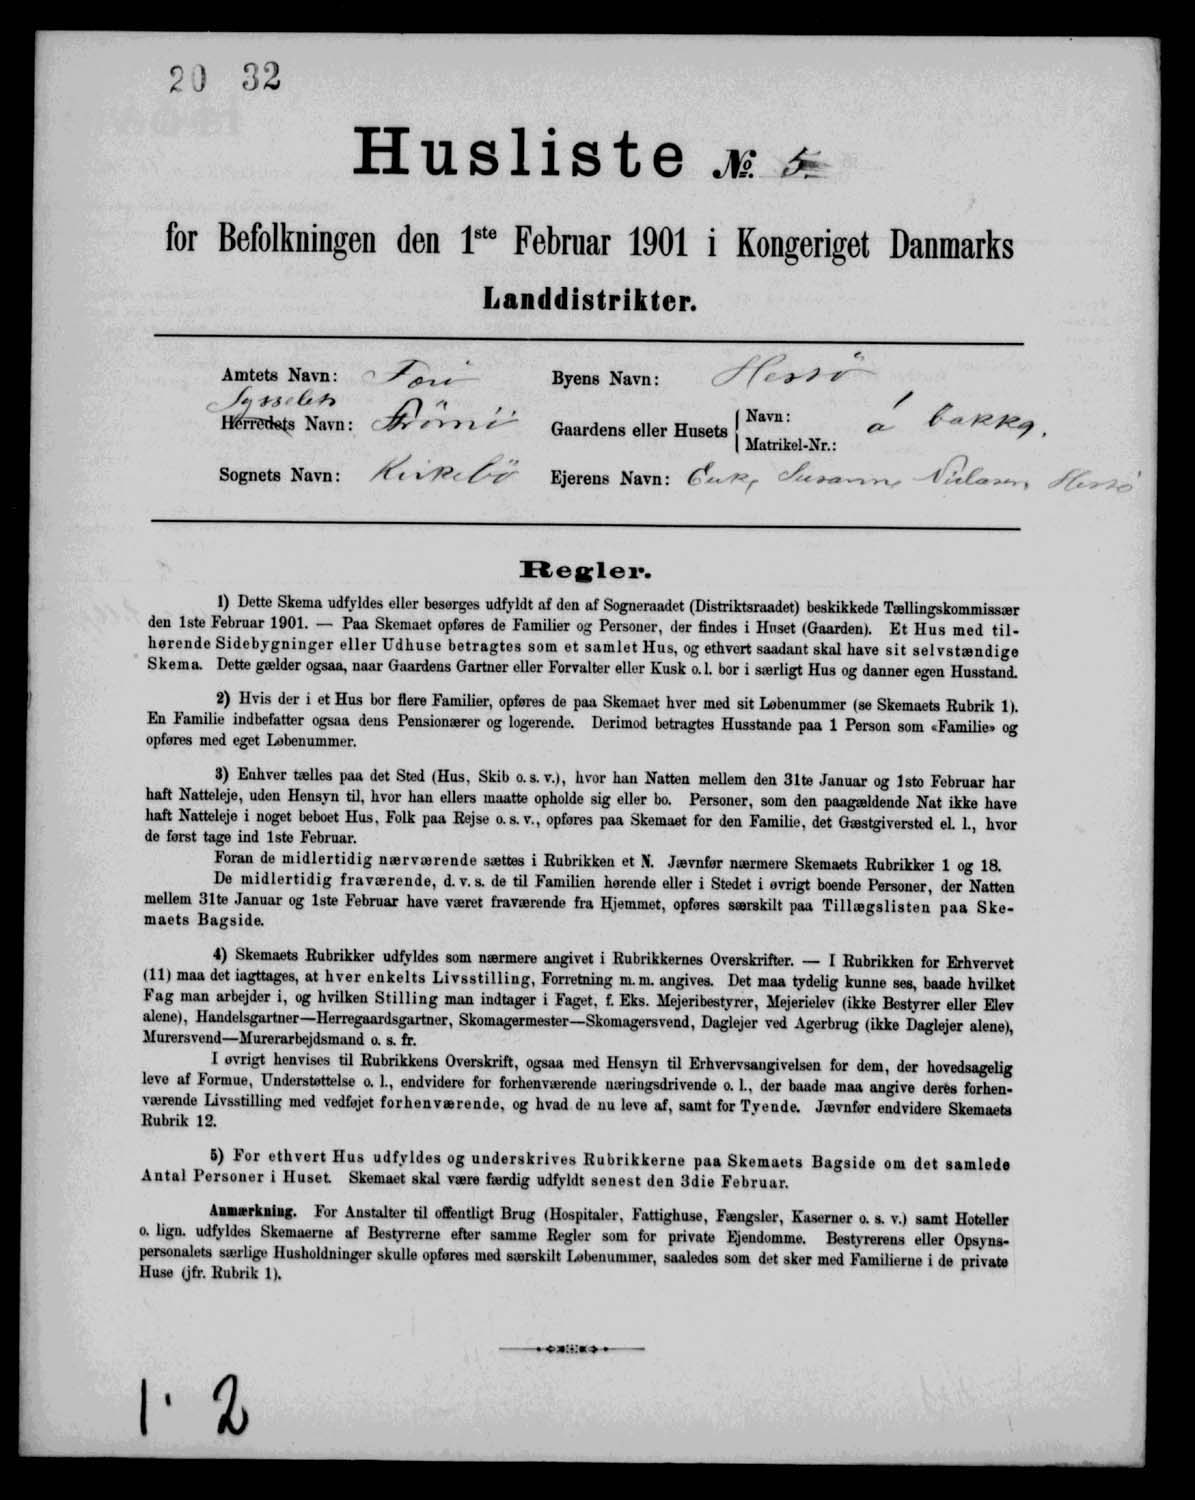 20 32
Husliste No. 5.
for Befolkningen den 1ste Februar 1901 i Kongeriget Danmarks
Landdistrikter.
Amtets Navn: Færö
Byens Navn: Hestö
Sysselets
Herredets Navn: Strömö
Gaardens eller Husets Navn: á bakka.
Matrikel-Nr.:
Sognets Navn: Kirkebö
Ejerens Navn: Enke Susanne Nielasen, Hestö
Regler.
1) Dette Skema udfyldes eller besørges udfyldt af den af Sogneraadet (Distriktsraadet) beskikkede Tællingskommissær
den 1ste Februar 1901. — Paa Skemaet opføres de Familier og Personer, der findes i Huset (Gaarden). Et Hus med til-
hørende Sidebygninger eller Udhuse betragtes som et samlet Hus, og ethvert saadant skal have sit selvstændige
Skema. Dette gælder ogsaa, naar Gaardens Gartner eller Forvalter eller Kusk o. l. bor i særligt Hus og danner egen Husstand.
2) Hvis der i et Hus bor flere Familier, opføres de paa Skemaet hver med sit Løbenummer (se Skemaets Rubrik 1).
En Familie indbefatter ogsaa dens Pensionærer og logerende. Derimod betragtes Husstande paa 1 Person som «Familie» og
opføres med eget Løbenummer.
3) Enhver tælles paa det Sted (Hus, Skib o. s. v.), hvor han Natten mellem den 31te Januar og 1ste Februar har
haft Natteleje, uden Hensyn til, hvor han ellers maatte opholde sig eller bo. Personer, som den paagældende Nat ikke have
haft Natteleje i noget beboet Hus, Folk paa Rejse o. s. v., opføres paa Skemaet for den Familie, det Gæstgiversted el. l., hvor
de først tage ind 1ste Februar.
Foran de midlertidig nærværende sættes i Rubrikken et N. Jævnfør nærmere Skemaets Rubrikker 1 og 18.
De midlertidig fraværende, d. v. s. de til Familien hørende eller i Stedet i øvrigt boende Personer, der Natten
mellem 31te Januar og 1ste Februar have været fraværende fra Hjemmet, opføres særskilt paa Tillægslisten paa Ske-
maets Bagside.
4) Skemaets Rubrikker udfyldes som nærmere angivet i Rubrikkernes Overskrifter. — I Rubrikken for Erhvervet
(11) maa det iagttages, at hver enkelts Livsstilling, Forretning m. m. angives. Det maa tydelig kunne ses, baade hvilket
Fag man arbejder i, og hvilken Stilling man indtager i Faget, f. Eks. Mejeribestyrer, Mejerielev (ikke Bestyrer eller Elev
alene), Handelsgartner—Herregaardsgartner, Skomagermester—Skomagersvend, Daglejer ved Agerbrug (ikke Daglejer alene),
Murersvend—Murerarbejdsmand o. s. fr.
I øvrigt henvises til Rubrikkens Overskrift, ogsaa med Hensyn til Erhvervsangivelsen for dem, der hovedsagelig
leve af Formue, Understøttelse o. l., endvidere for forhenværende næringsdrivende o. l., der baade maa angive deres forhen-
værende Livsstilling med vedføjet forhenværende, og hvad de nu leve af, samt for Tyende. Jævnfør endvidere Skemaets
Rubrik 12.
5) For ethvert Hus udfyldes og underskrives Rubrikkerne paa Skemaets Bagside om det samlede
Antal Personer i Huset. Skemaet skal være færdig udfyldt senest den 3die Februar.
Anmærkning. For Anstalter til offentligt Brug (Hospitaler, Fattighuse, Fængsler, Kaserner o. s. v.) samt Hoteller
o. lign. udfyldes Skemaerne af Bestyrerne efter samme Regler som for private Ejendomme. Bestyrerens eller Opsyns-
personalets særlige Husholdninger skulle opføres med særskilt Løbenummer, saaledes som det sker med Familierne i de private
Huse (jfr. Rubrik 1).
1. 2